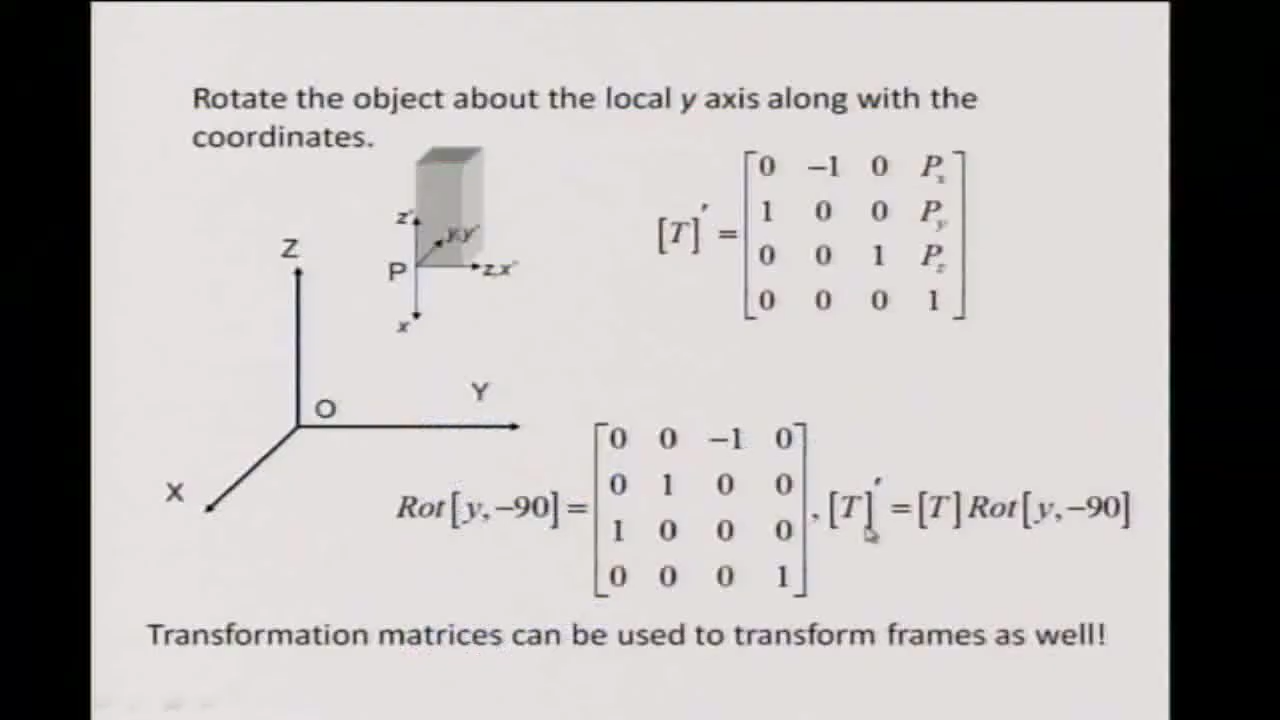 Rotate the object about the local y axis along with the
coordinates.
[T]' = [0 -1 0 Px
1 0 0 Py
0 0 1 Pz
0 0 0 1]
z'
y,y'
P
z,x'
x
Z
O
Y
X
Rot[y,-90] = [0 0 -1 0
0 1 0 0
1 0 0 0
0 0 0 1], [T]' = [T]Rot[y,-90]
Transformation matrices can be used to transform frames as well!